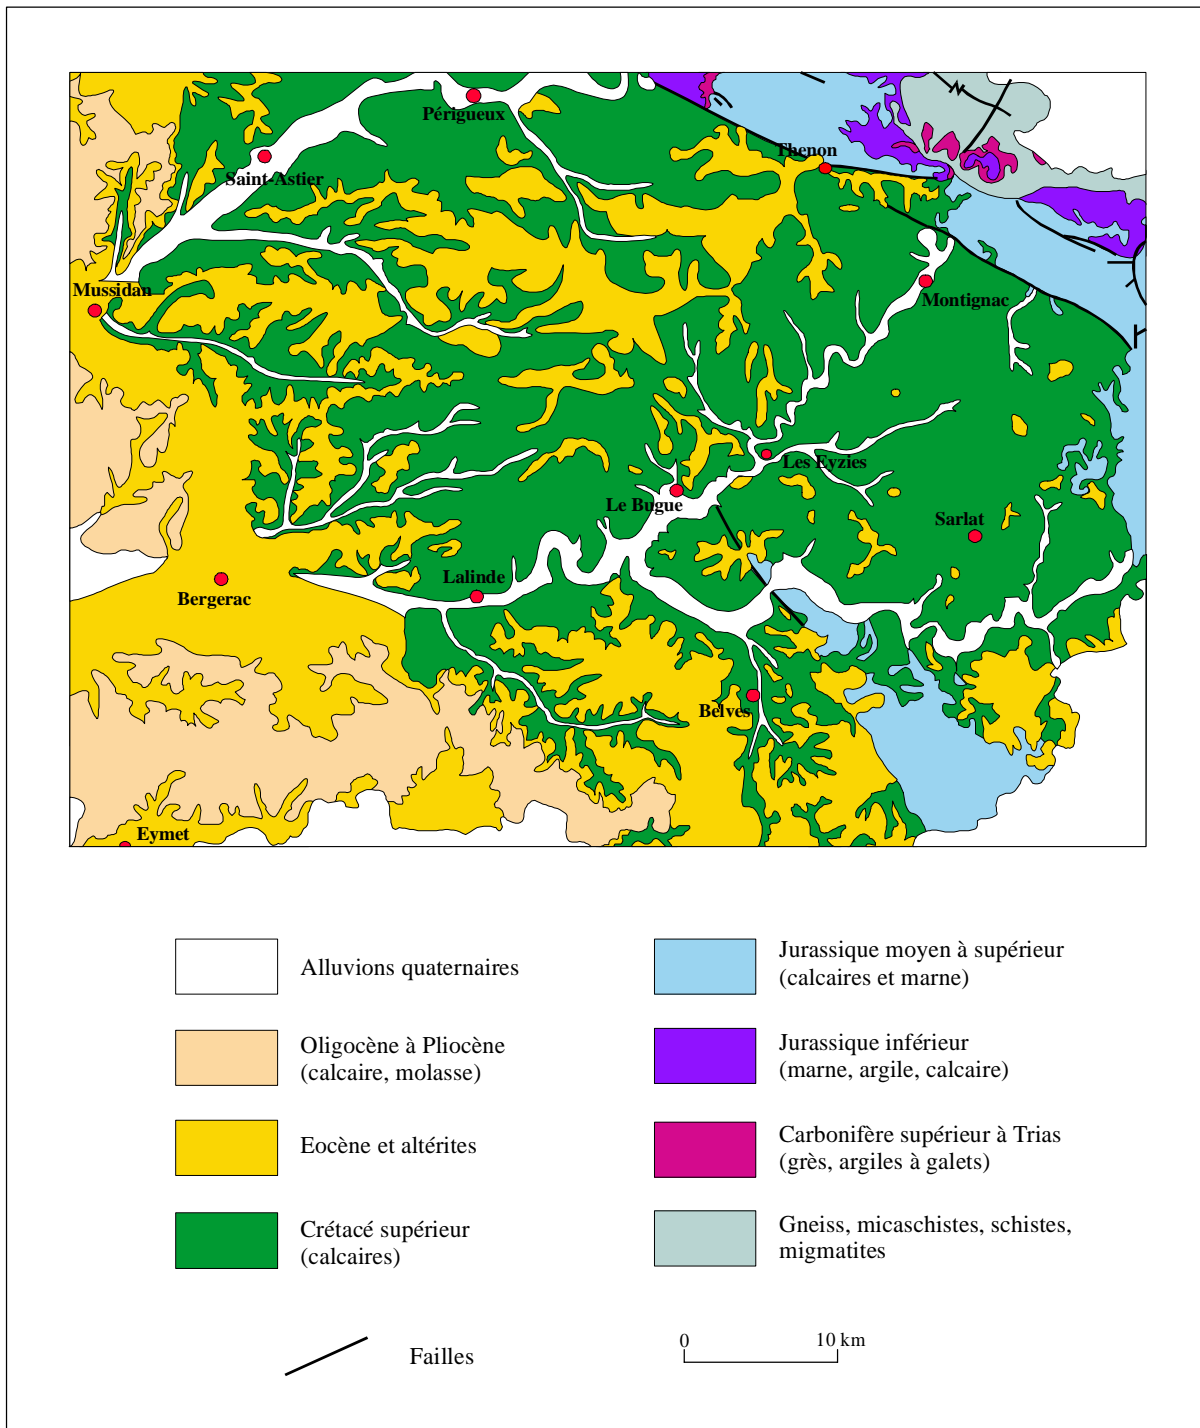 Périgueux
Thenon
Saint-Astier
Mussidan
Montignac
Les Eyzies
Le Bugue
Sarlat
Lalinde
Bergerac
Belves
Eymet
Alluvions quaternaires
Oligocène à Pliocène
(calcaire, molasse)
Eocène et altérites
Crétacé supérieur
(calcaires)
Jurassique moyen à supérieur
(calcaires et marne)
Jurassique inférieur
(marne, argile, calcaire)
Carbonifère supérieur à Trias
(grès, argiles à galets)
Gneiss, micaschistes, schistes,
migmatites
Failles
0 10 km